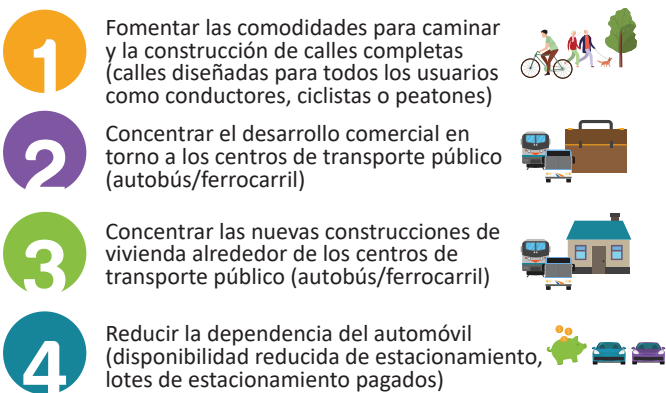 1
Fomentar las comodidades para caminar
y la construcción de calles completas
(calles diseñadas para todos los usuarios
como conductores, ciclistas o peatones)
2
Concentrar el desarrollo comercial en
torno a los centros de transporte público
(autobús/ferrocarril)
3
Concentrar las nuevas construcciones de
vivienda alrededor de los centros de
transporte público (autobús/ferrocarril)
4
Reducir la dependencia del automóvil
(disponibilidad reducida de estacionamiento,
lotes de estacionamiento pagados)